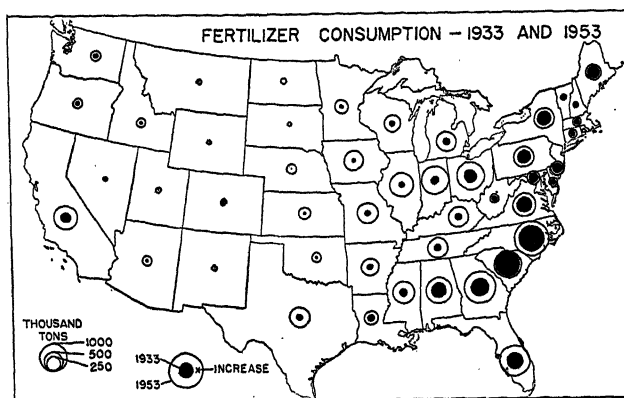 FERTILIZER CONSUMPTION – 1933 AND 1953
THOUSAND
TONS
1000
500
250
1933
INCREASE
1953